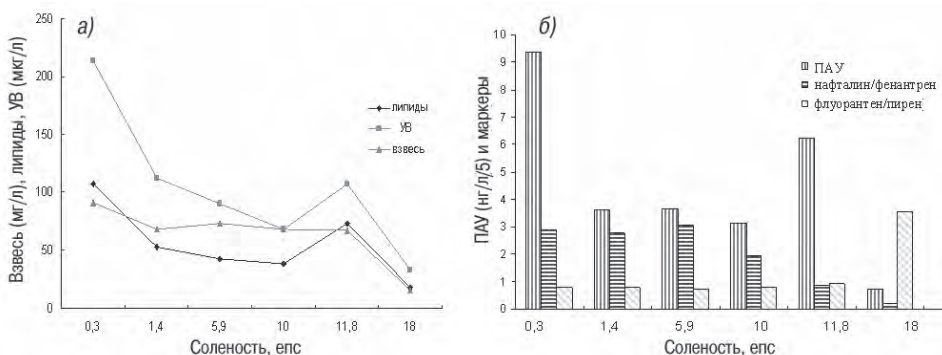 а)
Взвесь (мг/л), липиды, УВ (мкг/л)
250
200
150
100
50
0
липиды
УВ
взвесь
0,3 1,4 5,9 10 11,8 18
Соленость, епс
б)
ПАУ (нг/л/5) и маркеры
10
9
8
7
6
5
4
3
2
1
0
ПАУ
нафталин/фенантрен
флуорантен/пирен
0,3 1,4 5,9 10 11,8 18
Соленость, епс